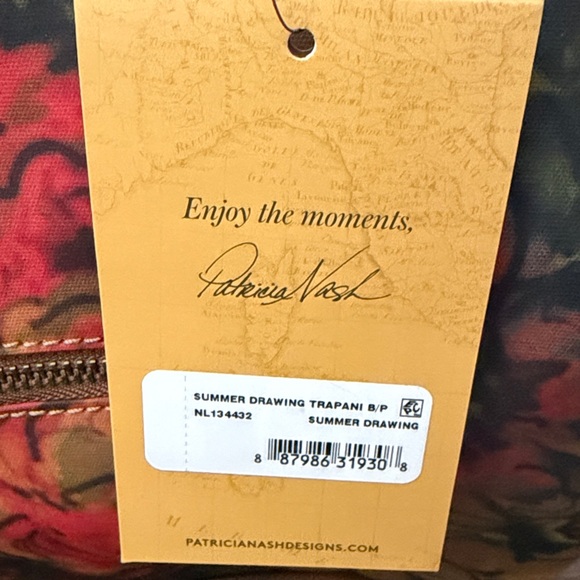 Enjoy the moments,
Patricia Nash
SUMMER DRAWING TRAPANI B/P
NL134432 SUMMER DRAWING
8 87986 31930 8
PATRICIANASHDESIGNS.COM